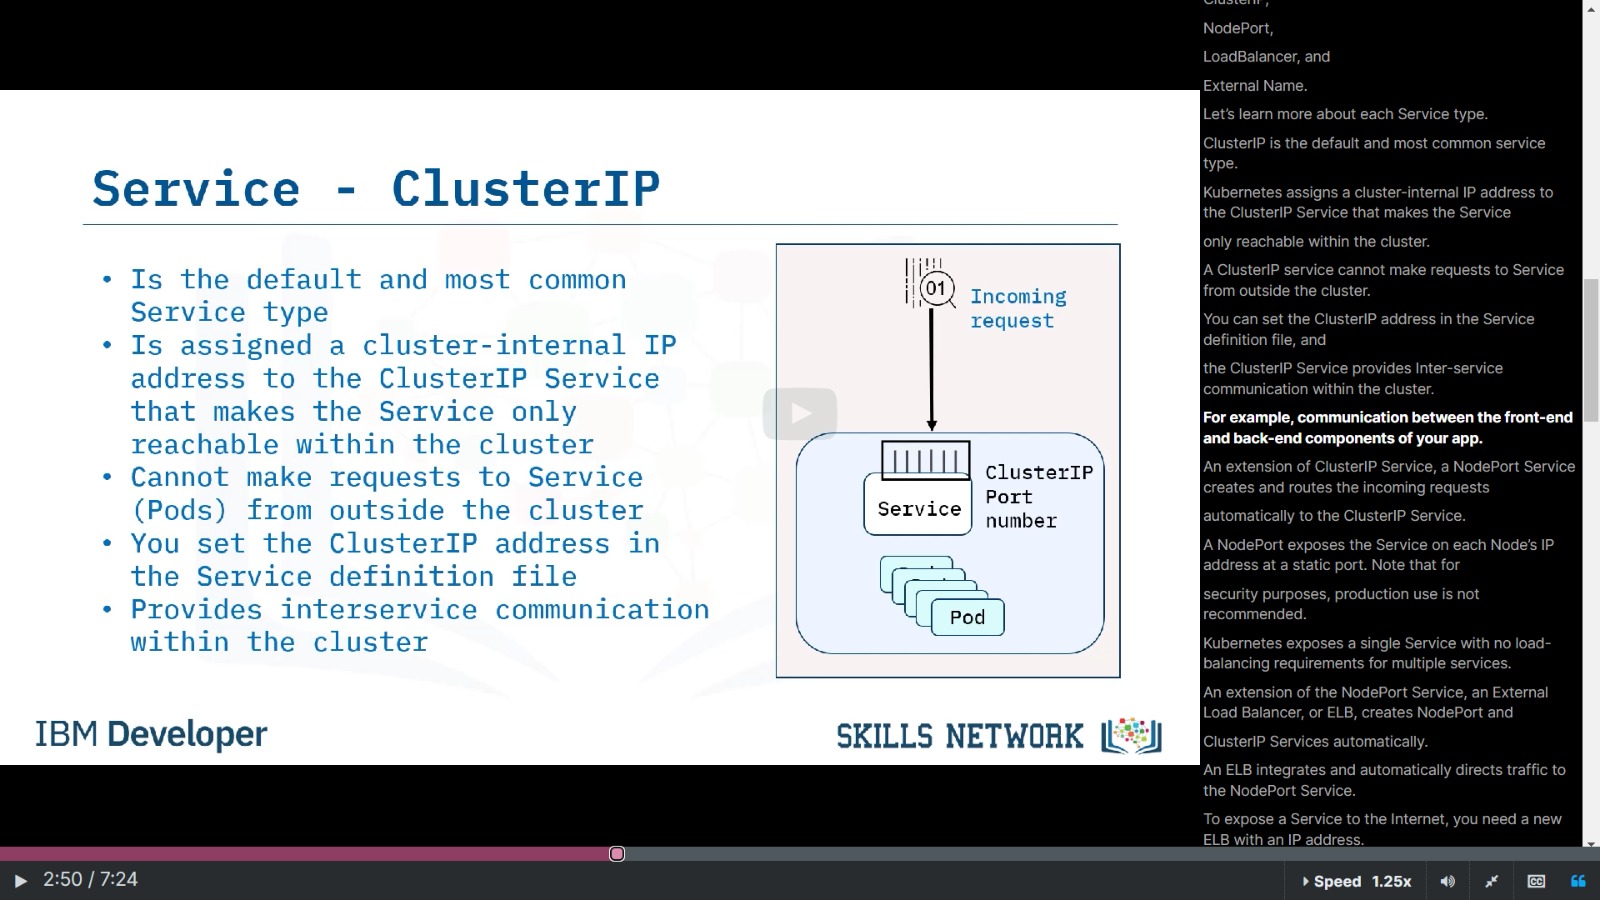 Service - ClusterIP
• Is the default and most common
Service type
• Is assigned a cluster-internal IP
address to the ClusterIP Service
that makes the Service only
reachable within the cluster
• Cannot make requests to Service
(Pods) from outside the cluster
• You set the ClusterIP address in
the Service definition file
• Provides interservice communication
within the cluster
01
Incoming
request
ClusterIP
Port
number
Service
Pod
IBM Developer
SKILLS NETWORK
ClusterIP,
NodePort,
LoadBalancer, and
External Name.
Let's learn more about each Service type.
ClusterIP is the default and most common service
type.
Kubernetes assigns a cluster-internal IP address to
the ClusterIP Service that makes the Service
only reachable within the cluster.
A ClusterIP service cannot make requests to Service
from outside the cluster.
You can set the ClusterIP address in the Service
definition file, and
the ClusterIP Service provides Inter-service
communication within the cluster.
For example, communication between the front-end
and back-end components of your app.
An extension of ClusterIP Service, a NodePort Service
creates and routes the incoming requests
automatically to the ClusterIP Service.
A NodePort exposes the Service on each Node's IP
address at a static port. Note that for
security purposes, production use is not
recommended.
Kubernetes exposes a single Service with no load-
balancing requirements for multiple services.
An extension of the NodePort Service, an External
Load Balancer, or ELB, creates NodePort and
ClusterIP Services automatically.
An ELB integrates and automatically directs traffic to
the NodePort Service.
To expose a Service to the Internet, you need a new
ELB with an IP address.
2:50 / 7:24
Speed 1.25x
CC